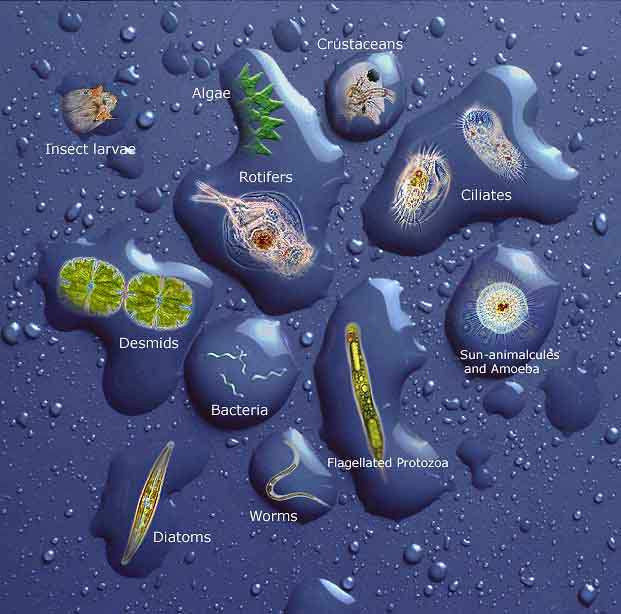 Crustaceans
Algae
Insect larvae
Rotifers
Ciliates
Desmids
Sun-animalcules
and Amoeba
Bacteria
Flagellated Protozoa
Worms
Diatoms